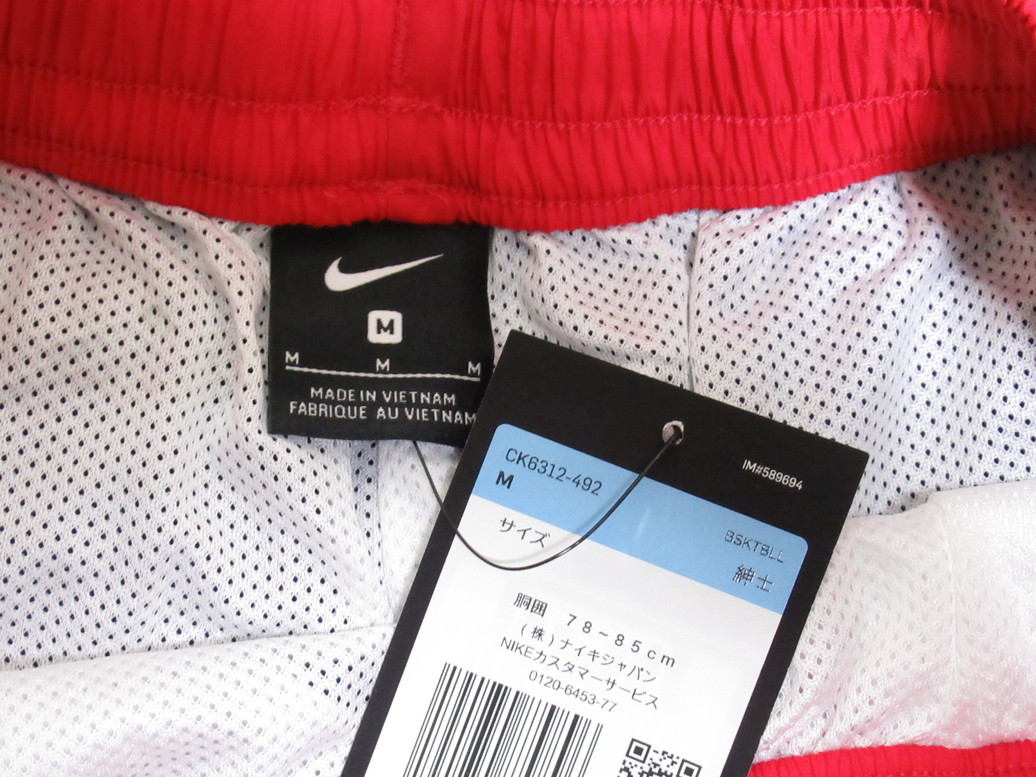 M
M M M
MADE IN VIETNAM
FABRIQUE AU VIETNAM
IM#589694
CK6312-492
M
BSKTBLL
サイズ
紳士
胴囲 78~85cm
(株)ナイキジャパン
NIKEカスタマーサービス
0120-6453-77